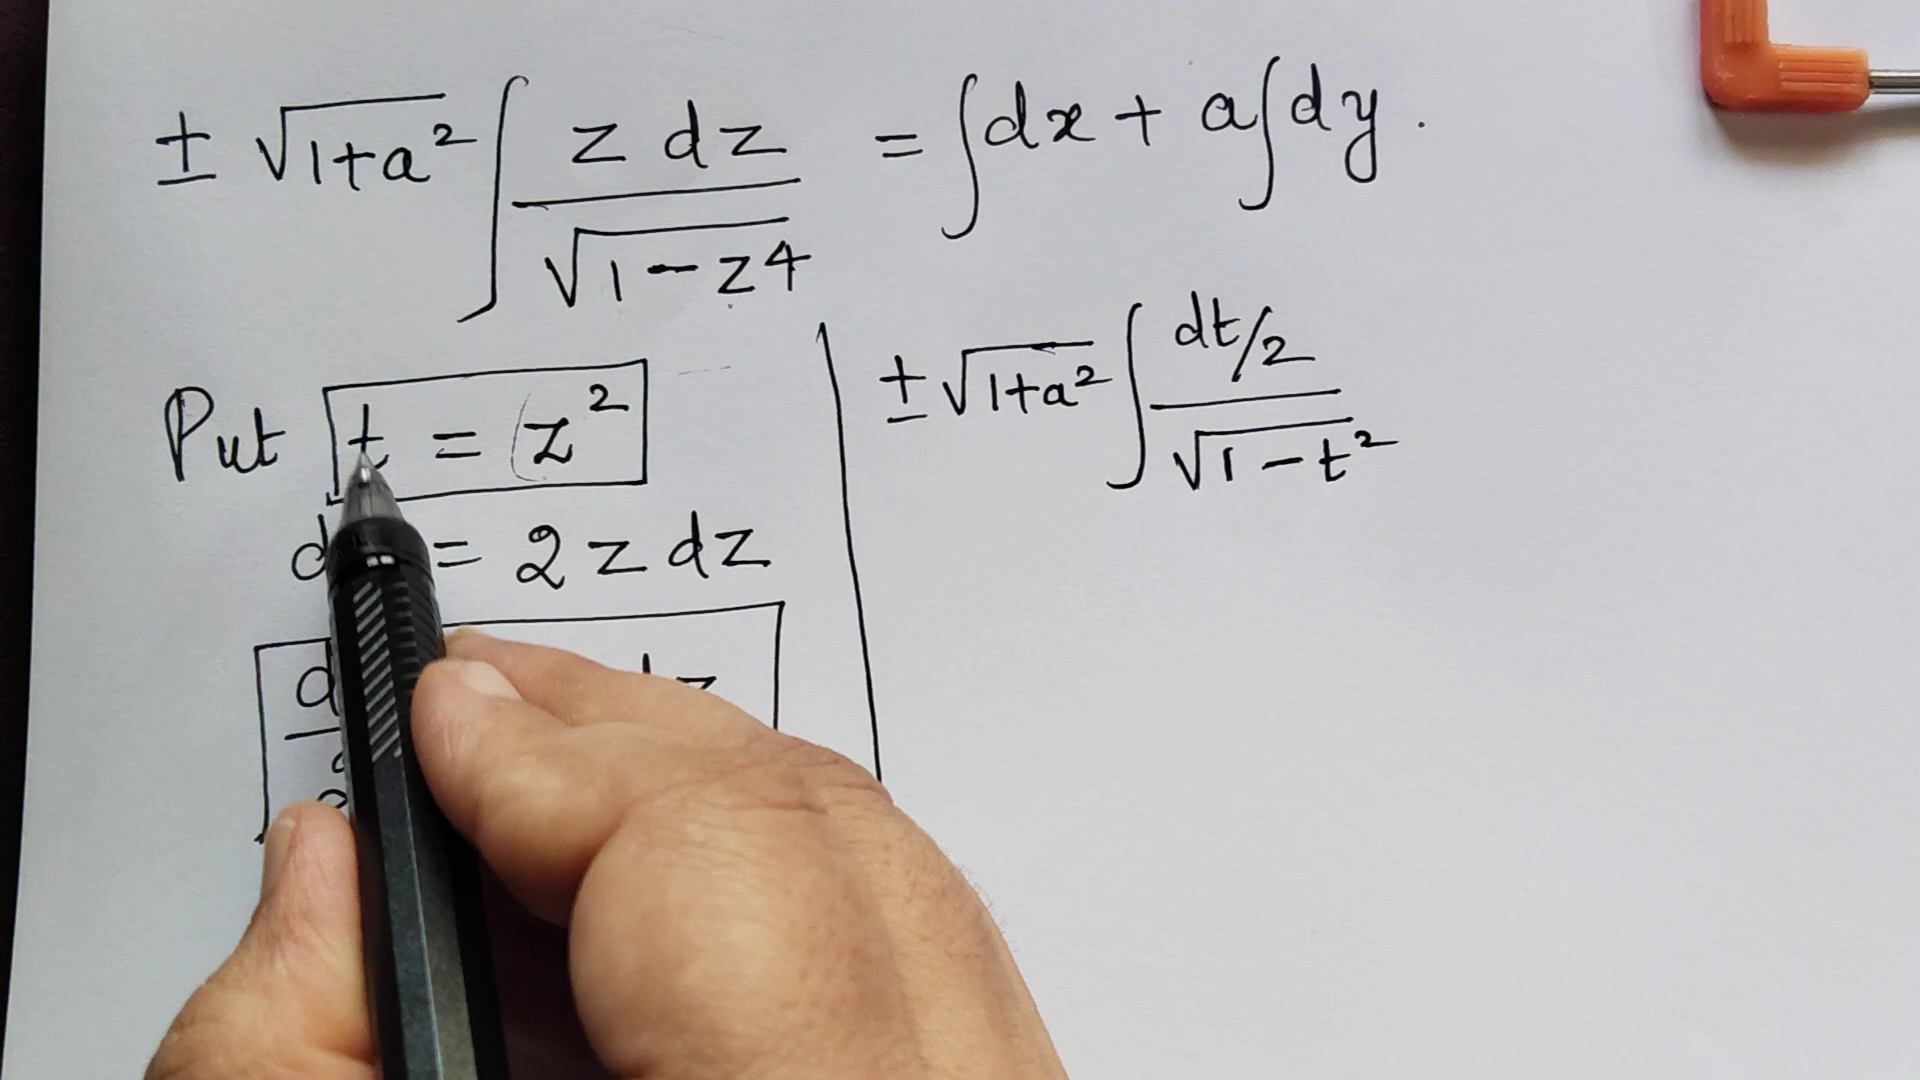 ± √1+a² ∫ z dz / √1-z4 = ∫dx + a∫dy .
Put t = z²
d = 2 z dz
± √1+a² ∫ dt/2 / √1-t²